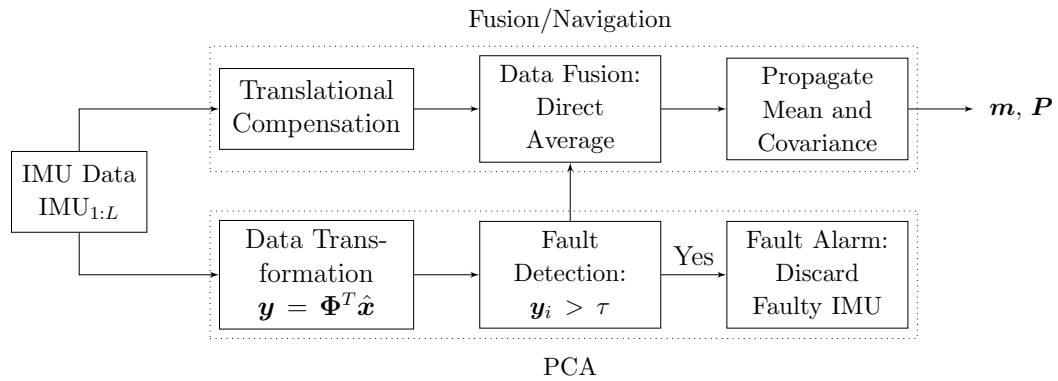 Fusion/Navigation
Translational
Compensation
Data Fusion:
Direct
Average
Propagate
Mean and
Covariance
m, P
IMU Data
IMU₁:L
Data Trans-
formation
y = Φᵀx̂
Fault
Detection:
yᵢ > τ
Yes
Fault Alarm:
Discard
Faulty IMU
PCA